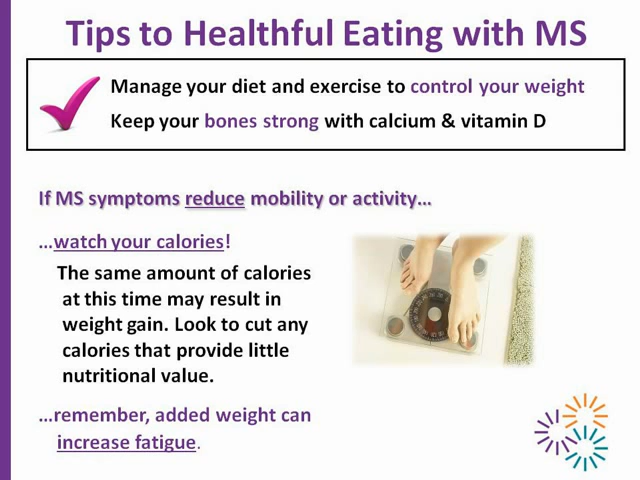 Tips to Healthful Eating with MS
Manage your diet and exercise to control your weight
Keep your bones strong with calcium & vitamin D
If MS symptoms reduce mobility or activity…
…watch your calories!
The same amount of calories
at this time may result in
weight gain. Look to cut any
calories that provide little
nutritional value.
…remember, added weight can
increase fatigue.